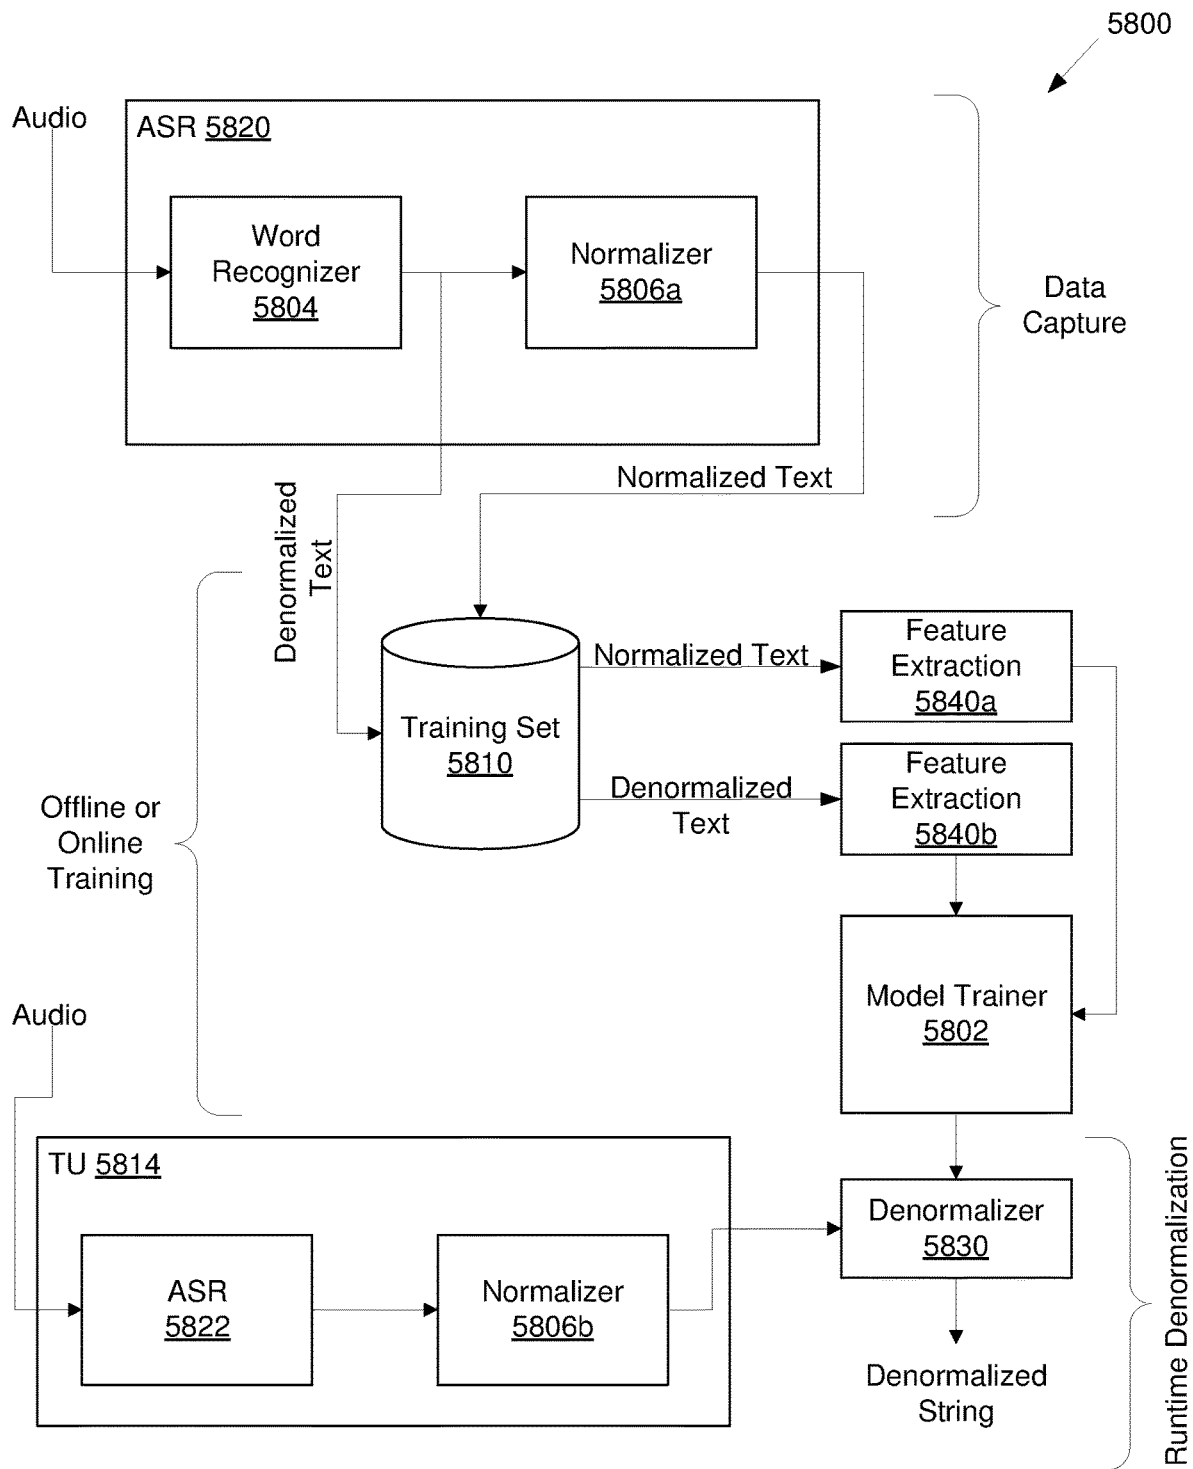 5800
Audio
ASR 5820
Word
Recognizer
5804
Normalizer
5806a
Data
Capture
Normalized Text
Denormalized
Text
Normalized Text
Feature
Extraction
5840a
Training Set
5810
Denormalized
Text
Feature
Extraction
5840b
Offline or
Online
Training
Model Trainer
5802
Audio
TU 5814
ASR
5822
Normalizer
5806b
Denormalizer
5830
Denormalized
String
Runtime Denormalization